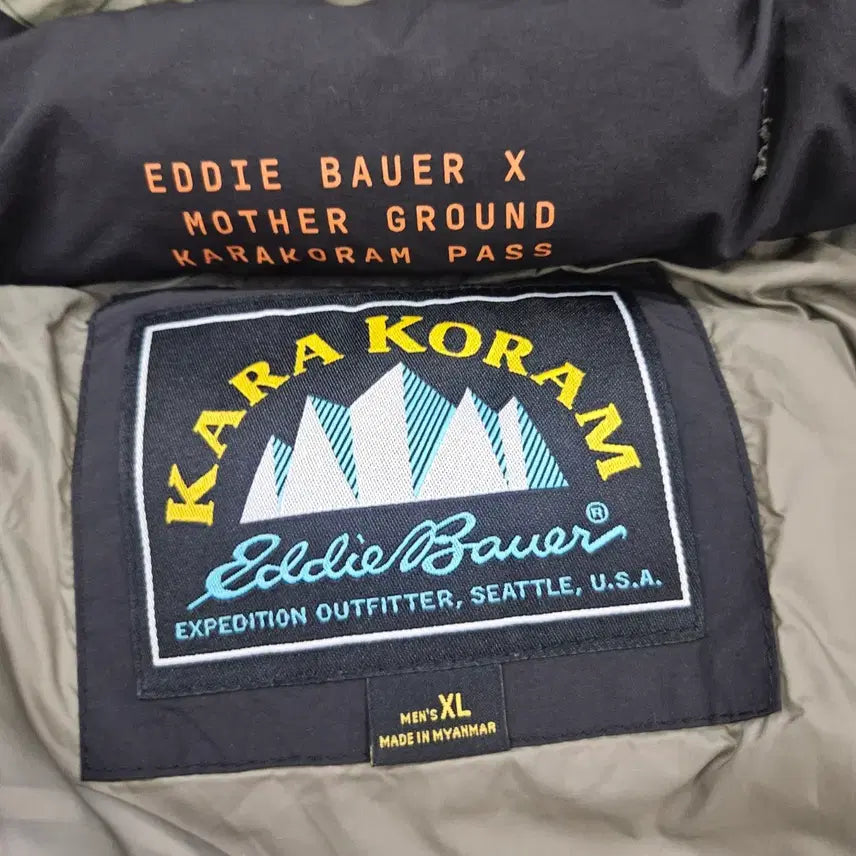 EDDIE BAUER X
MOTHER GROUND
KARAKORAM PASS
KARA KORAM
Eddie Bauer®
EXPEDITION OUTFITTER, SEATTLE, U.S.A.
MEN'S XL
MADE IN MYANMAR